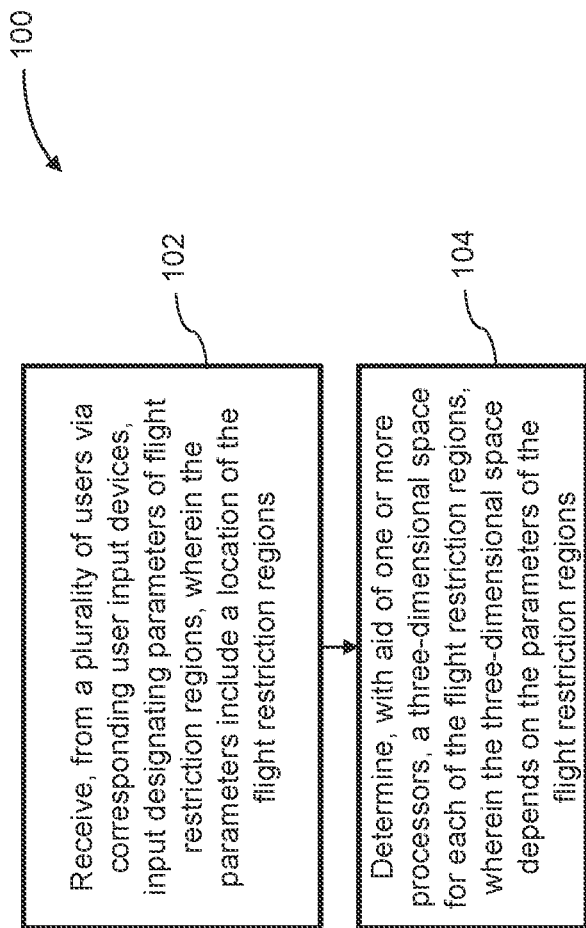 100
102
Receive, from a plurality of users via
corresponding user input devices,
input designating parameters of flight
restriction regions, wherein the
parameters include a location of the
flight restriction regions
104
Determine, with aid of one or more
processors, a three-dimensional space
for each of the flight restriction regions,
wherein the three-dimensional space
depends on the parameters of the
flight restriction regions